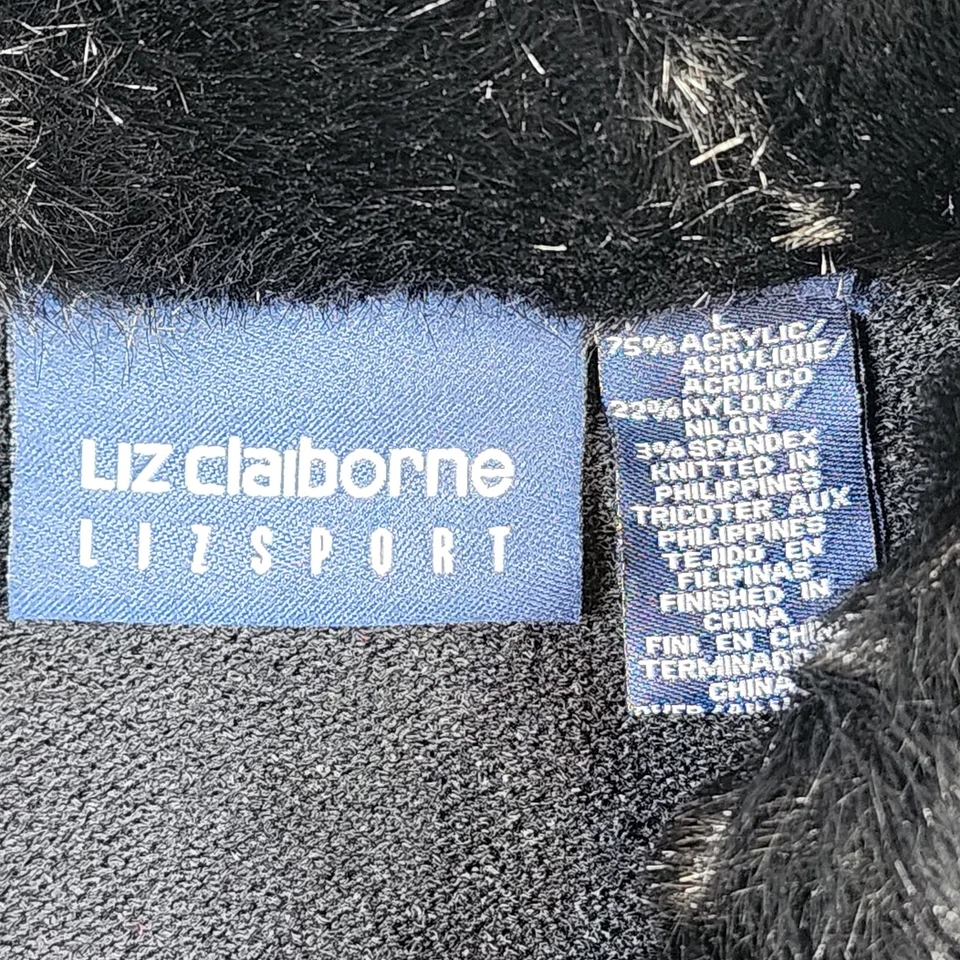 Liz claiborne
LIZSPORT
L
75% ACRYLIC/
ACRYLIQUE/
ACRILICO
22% NYLON/
NILON
3% SPANDEX
KNITTED IN
PHILIPPINES
TRICOTER AUX
PHILIPPINES
TEJIDO EN
FILIPINAS
FINISHED IN
CHINA
FINI EN
CHINA